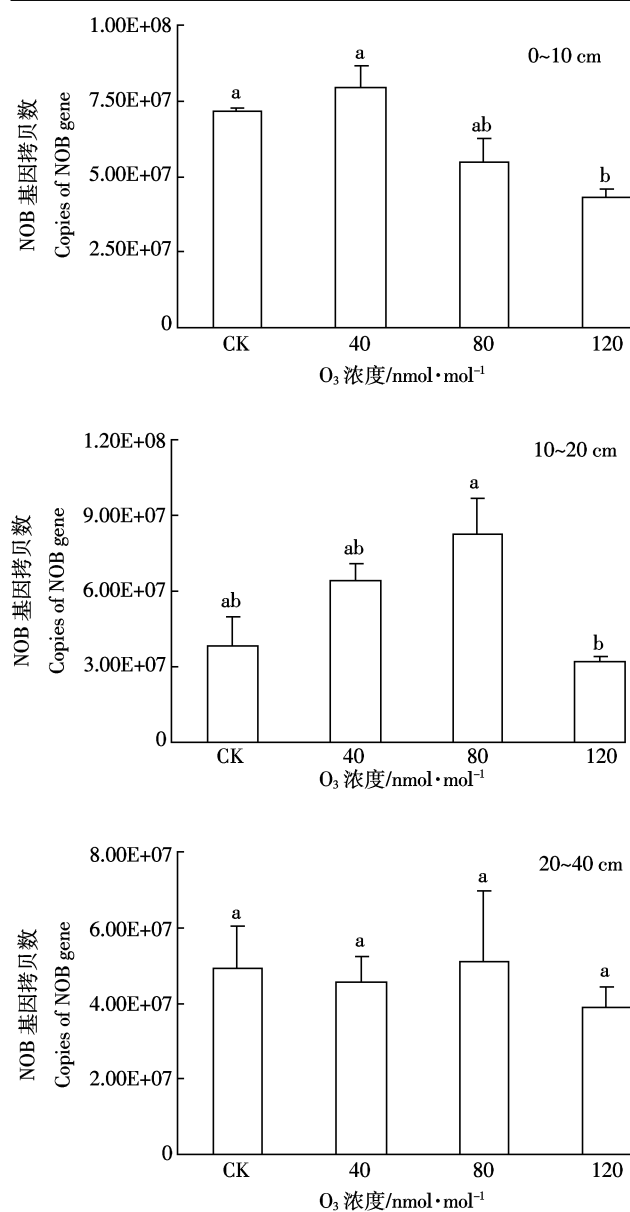 1.00E+08
7.50E+07
5.00E+07
2.50E+07
0
NOB 基因拷贝数
Copies of NOB gene
0~10 cm
a
a
ab
b
CK 40 80 120
O₃ 浓度/nmol·mol⁻¹
1.20E+08
9.00E+07
6.00E+07
3.00E+07
0
NOB 基因拷贝数
Copies of NOB gene
10~20 cm
ab
ab
a
b
CK 40 80 120
O₃ 浓度/nmol·mol⁻¹
8.00E+07
6.00E+07
4.00E+07
2.00E+07
0
NOB 基因拷贝数
Copies of NOB gene
20~40 cm
a
a
a
a
CK 40 80 120
O₃ 浓度/nmol·mol⁻¹